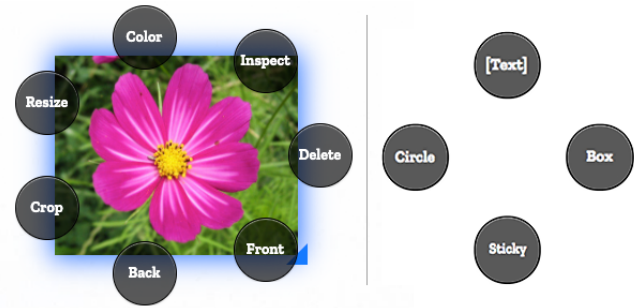 Color
Inspect
Resize
Delete
Crop
Front
Back
[Text]
Circle
Box
Sticky